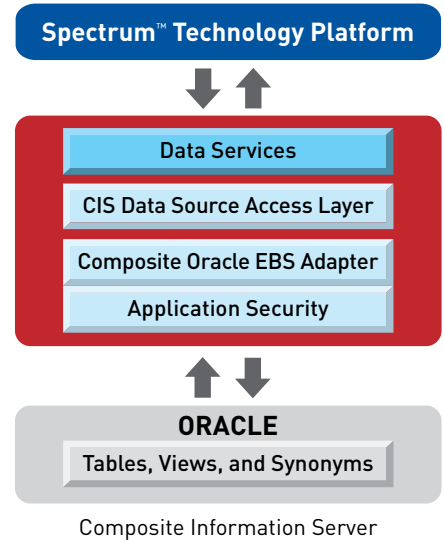 Spectrum™ Technology Platform
Data Services
CIS Data Source Access Layer
Composite Oracle EBS Adapter
Application Security
ORACLE
Tables, Views, and Synonyms
Composite Information Server